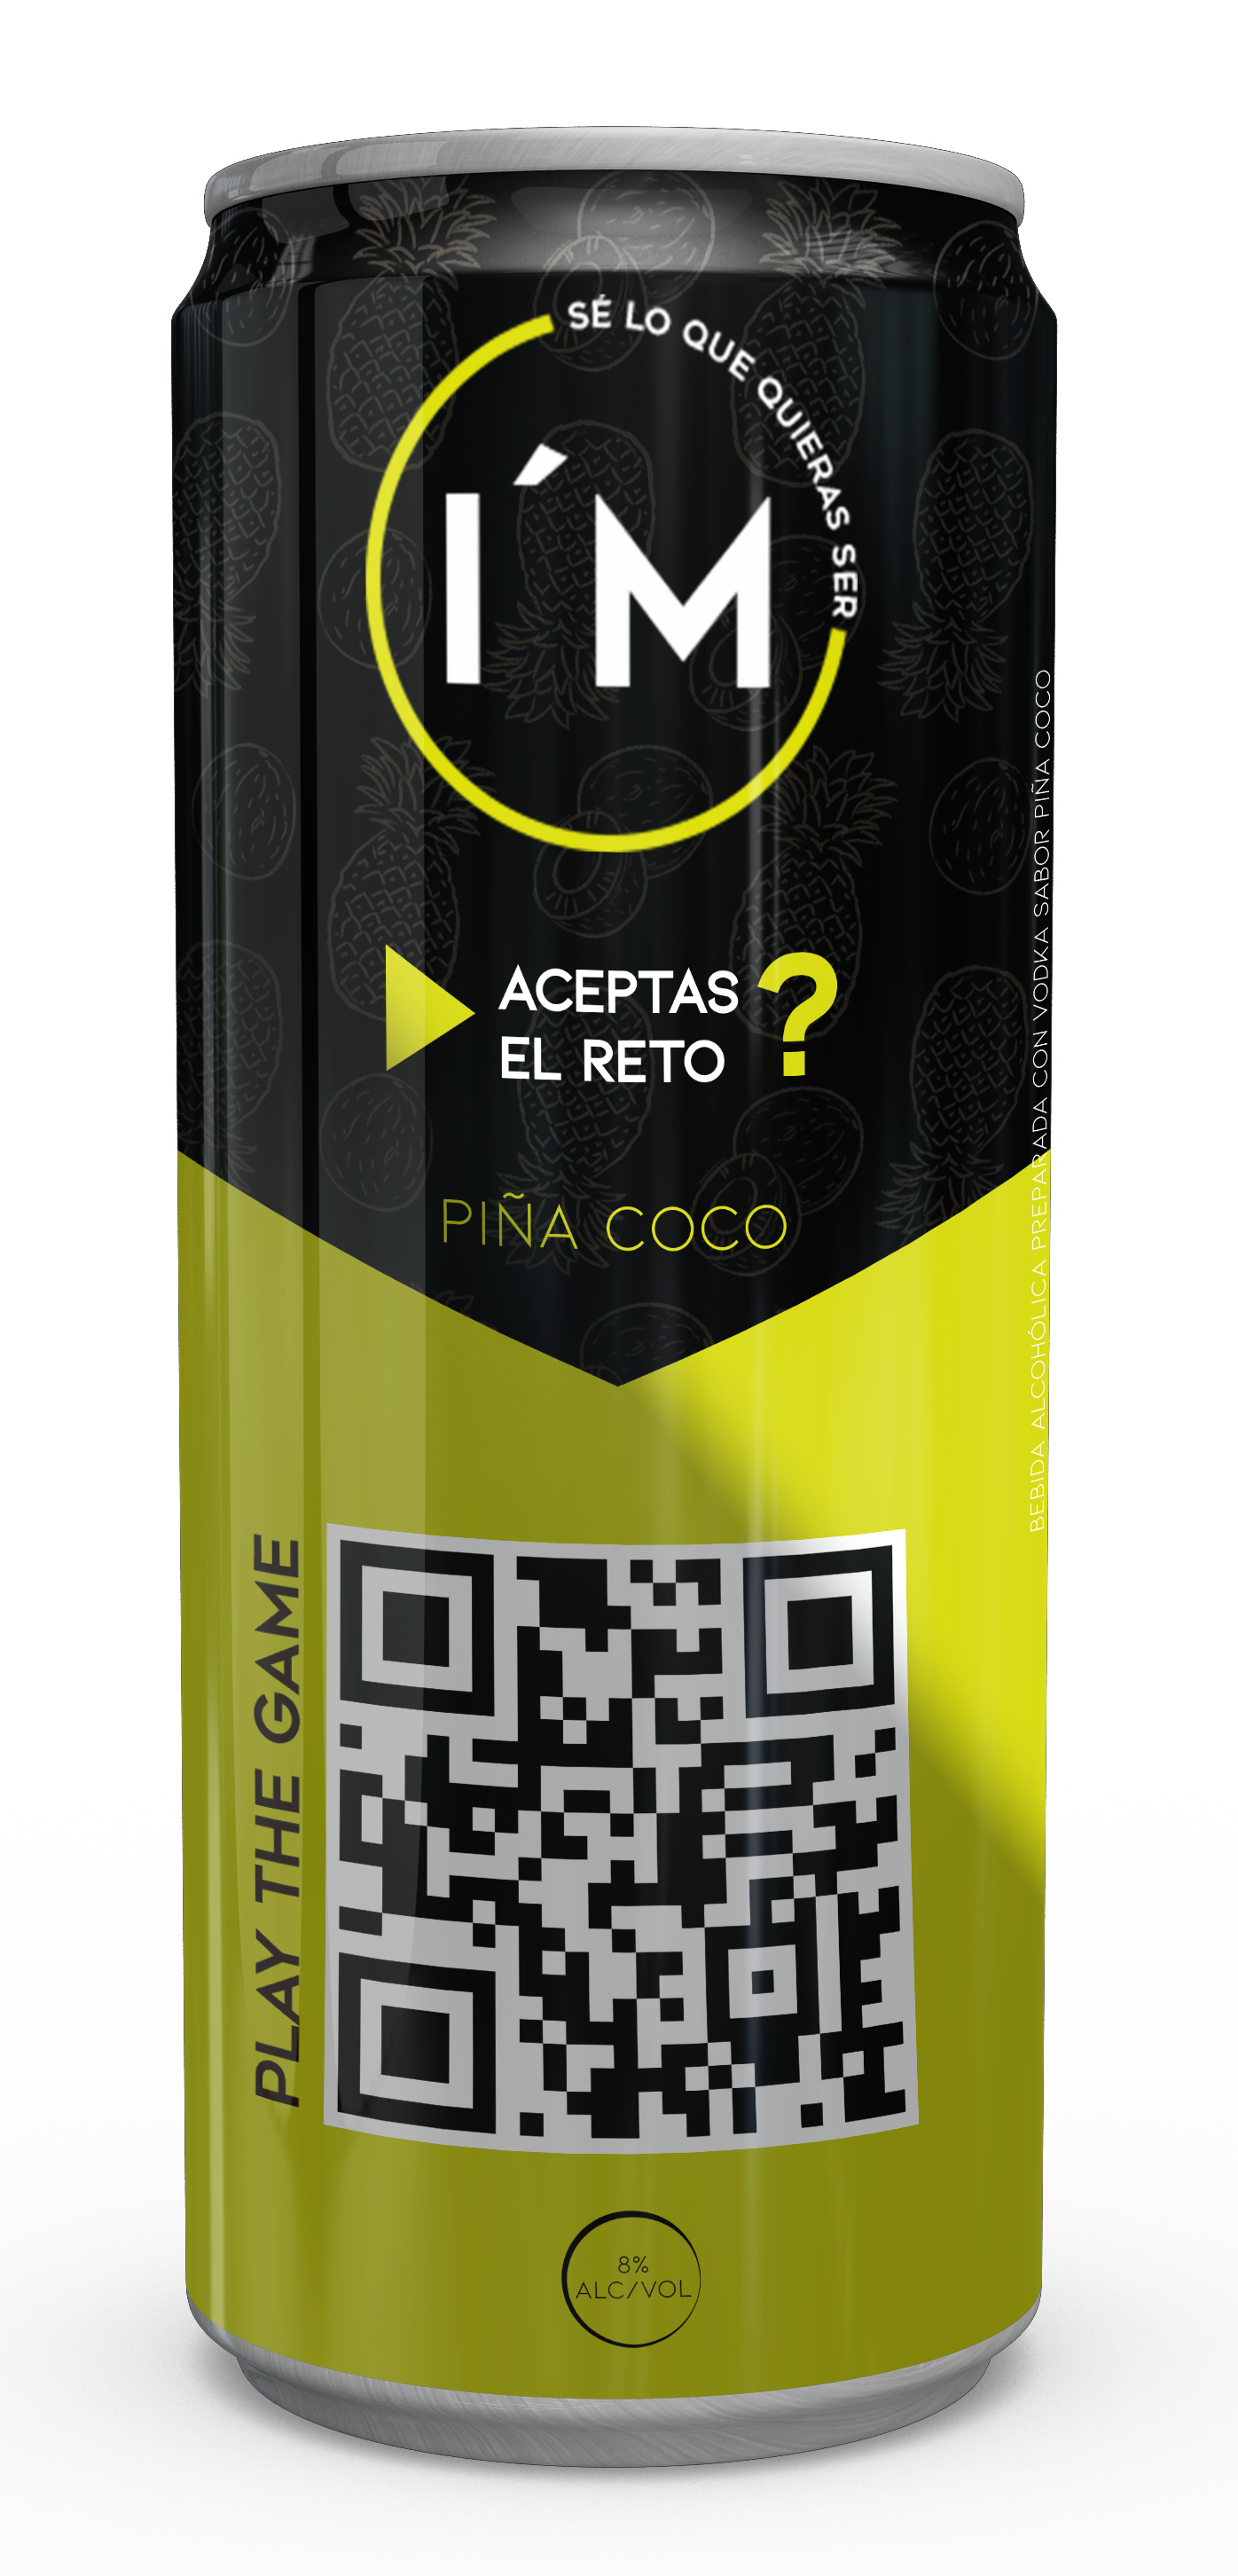 SÉ LO QUE QUIERAS SER
I´M
ACEPTAS
EL RETO
?
PIÑA COCO
BEBIDA ALCOHÓLICA PREPARADA CON VODKA SABOR PIÑA COCO
PLAY THE GAME
8%
ALC/VOL